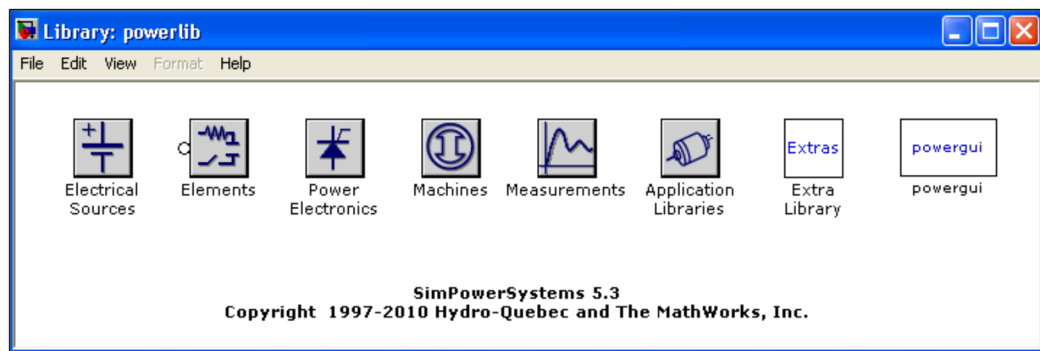 Library: powerlib
File Edit View Format Help
Extras
powergui
Electrical Sources
Elements
Power Electronics
Machines
Measurements
Application Libraries
Extra Library
powergui
SimPowerSystems 5.3
Copyright 1997-2010 Hydro-Quebec and The MathWorks, Inc.